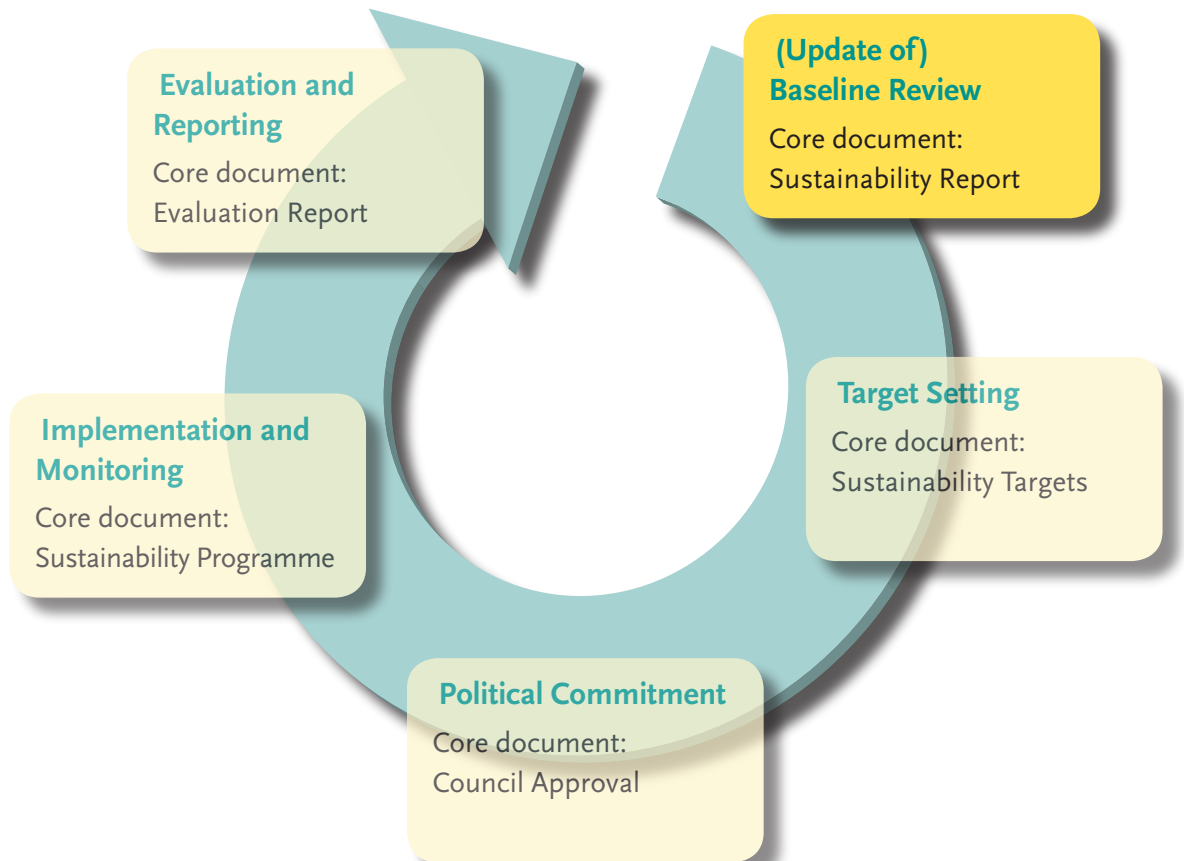 (Update of)
Baseline Review
Core document:
Sustainability Report
Target Setting
Core document:
Sustainability Targets
Political Commitment
Core document:
Council Approval
Implementation and
Monitoring
Core document:
Sustainability Programme
Evaluation and
Reporting
Core document:
Evaluation Report